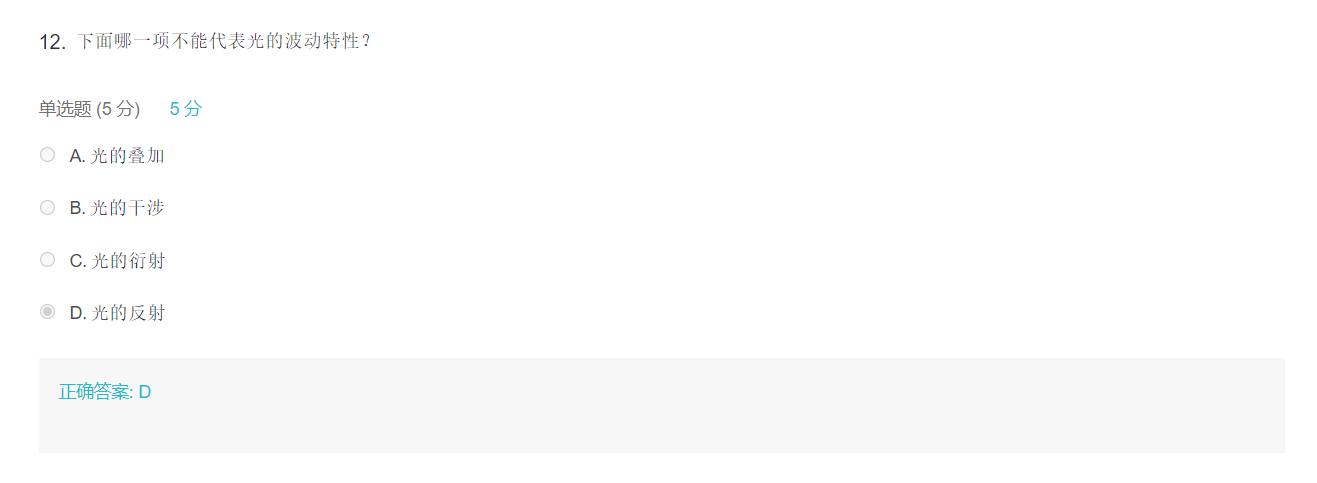 12. 下面哪一项不能代表光的波动特性?
单选题 (5 分) 5 分
A. 光的叠加
B. 光的干涉
C. 光的衍射
D. 光的反射
正确答案: D